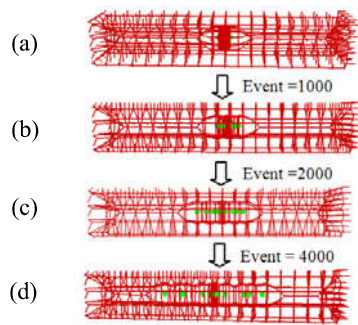 (a)
Event =1000
(b)
Event =2000
(c)
Event = 4000
(d)